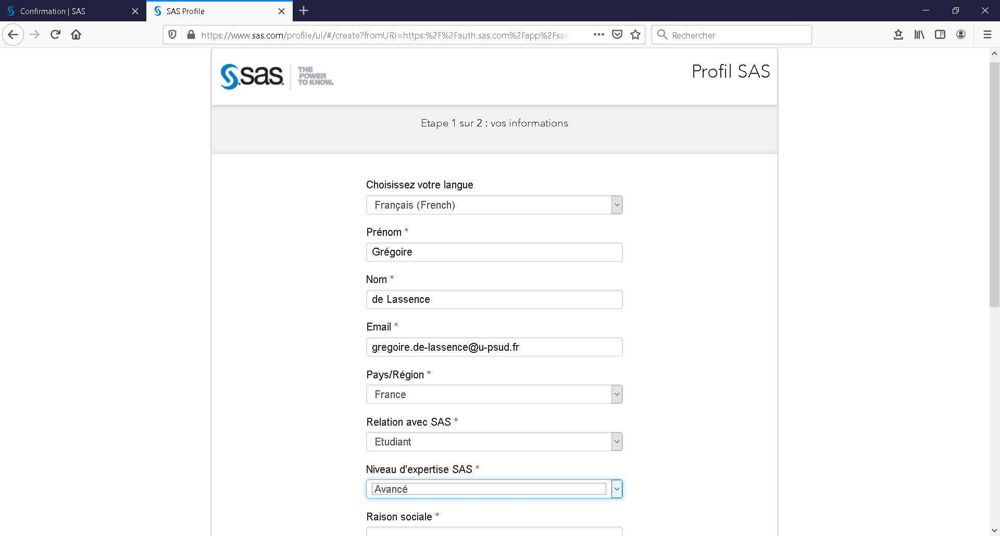 Confirmation | SAS
SAS Profile
https://www.sas.com/profile/ui/#/create?fromURI=https:%2F%2Fauth.sas.com%2Fapp%2Fsas
Rechercher
sas.
THE
POWER
TO KNOW.
Profil SAS
Etape 1 sur 2 : vos informations
Choisissez votre langue
Français (French)
Prénom *
Grégoire
Nom *
de Lassence
Email *
gregoire.de-lassence@u-psud.fr
Pays/Région *
France
Relation avec SAS *
Etudiant
Niveau d'expertise SAS *
Avancé
Raison sociale *